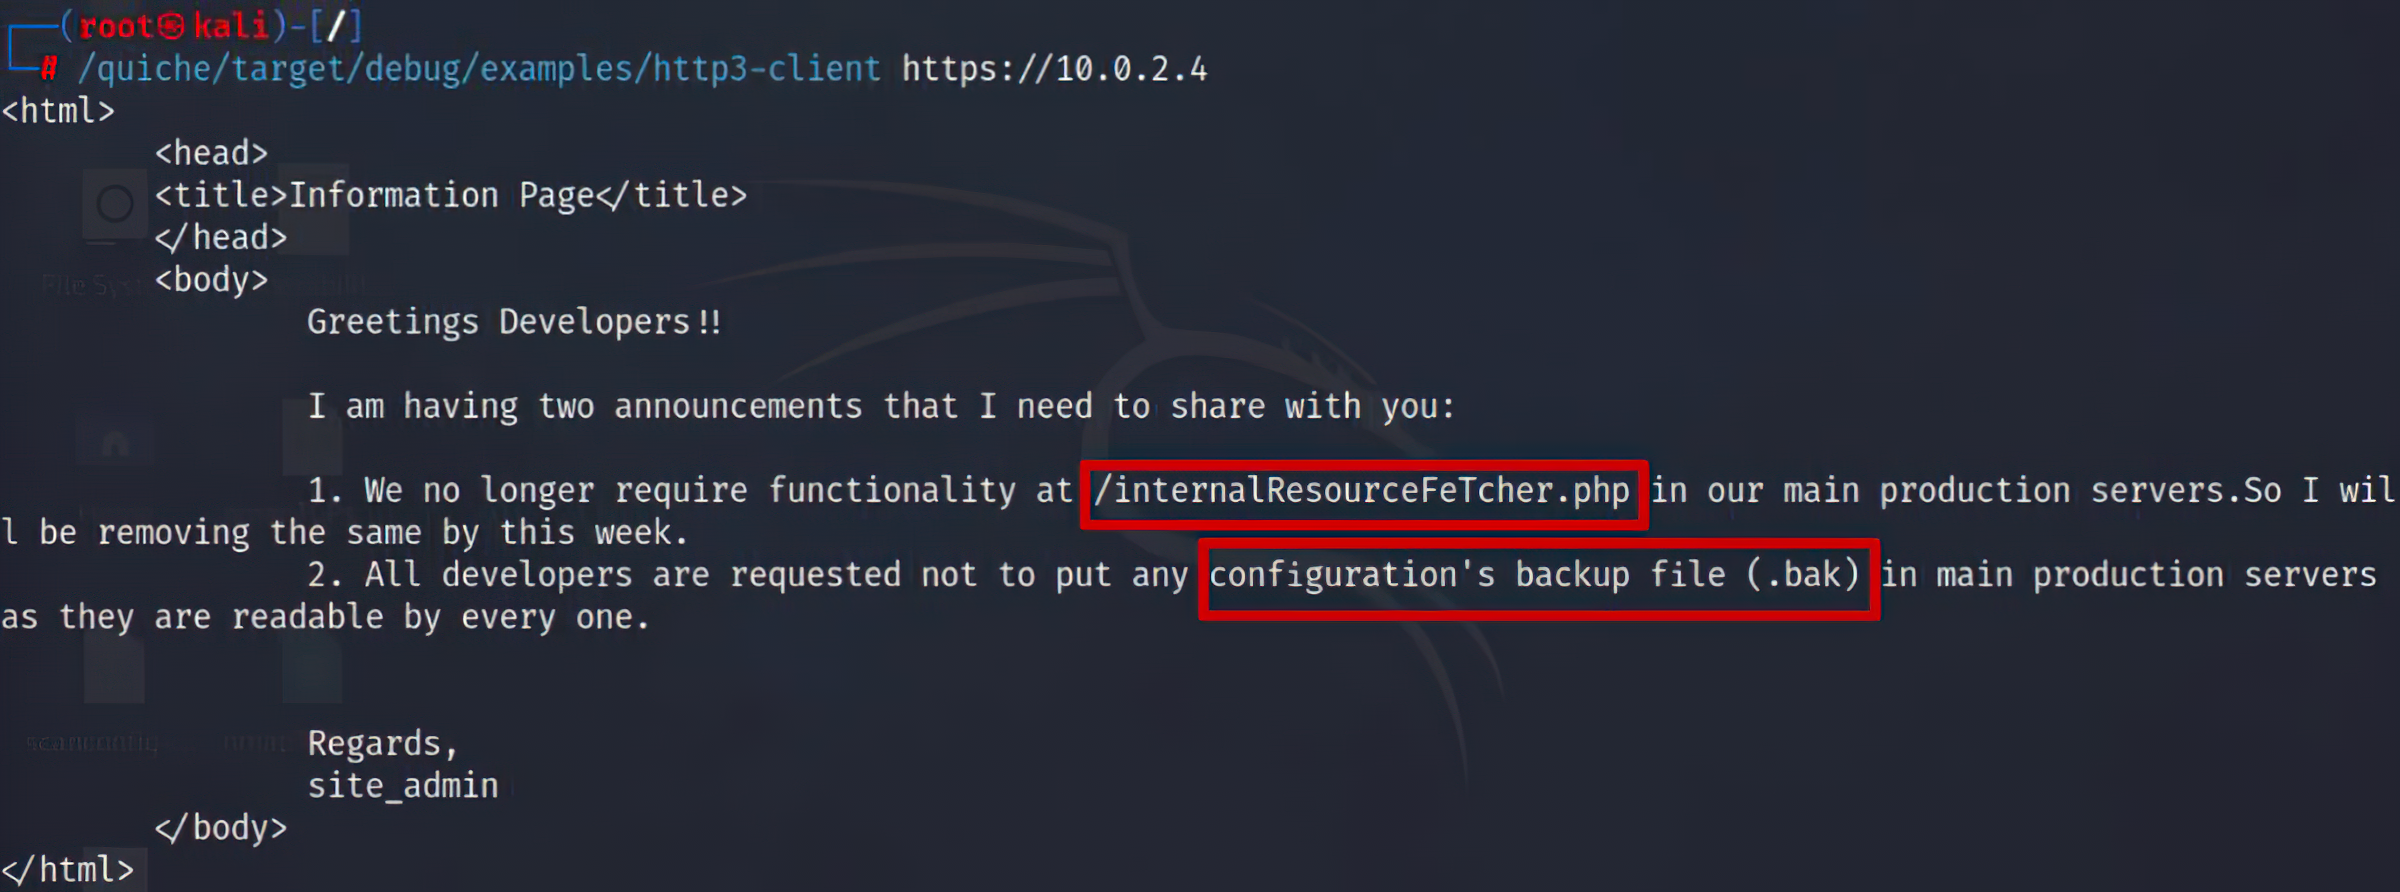 (root㉿kali)-[/]
# /quiche/target/debug/examples/http3-client https://10.0.2.4
<html>
<head>
<title>Information Page</title>
</head>
<body>
Greetings Developers!!
I am having two announcements that I need to share with you:
1. We no longer require functionality at /internalResourceFeTcher.php in our main production servers.So I wil
l be removing the same by this week.
2. All developers are requested not to put any configuration's backup file (.bak) in main production servers
as they are readable by every one.
Regards,
site_admin
</body>
</html>